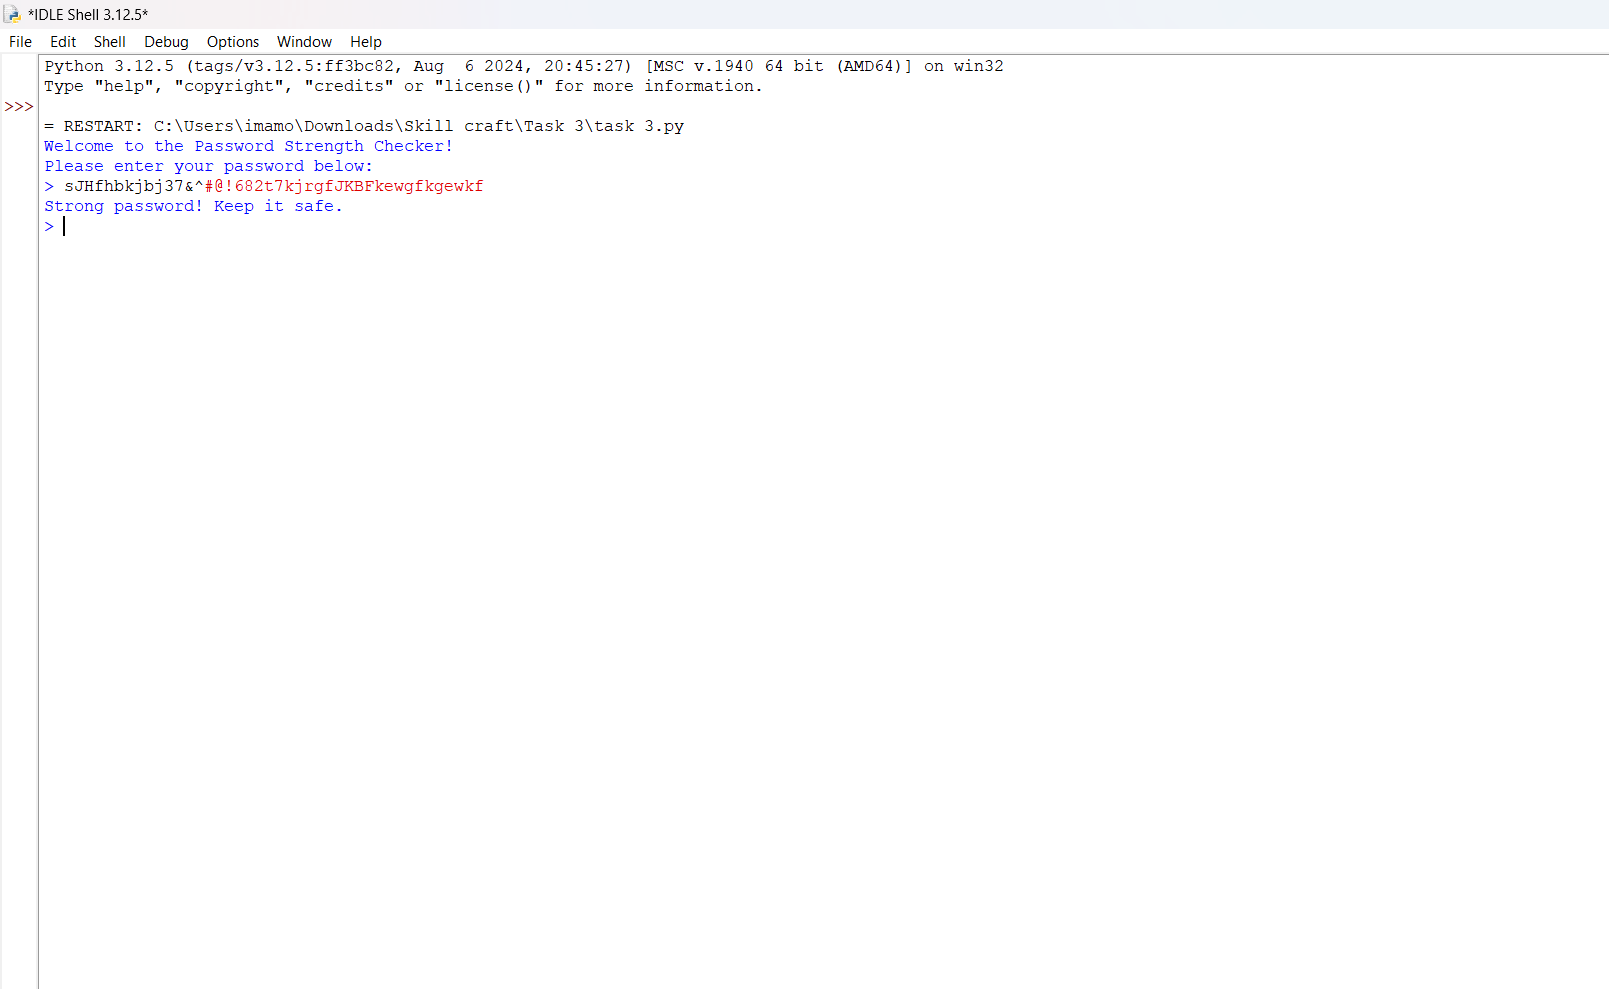 *IDLE Shell 3.12.5*
File Edit Shell Debug Options Window Help
Python 3.12.5 (tags/v3.12.5:ff3bc82, Aug  6 2024, 20:45:27) [MSC v.1940 64 bit (AMD64)] on win32
Type "help", "copyright", "credits" or "license()" for more information.
>>>
= RESTART: C:\Users\imamo\Downloads\Skill craft\Task 3\task 3.py
Welcome to the Password Strength Checker!
Please enter your password below:
> sJHfhbkjbj37&^#@!682t7kjrgfJKBFkewgfkgewkf
Strong password! Keep it safe.
>